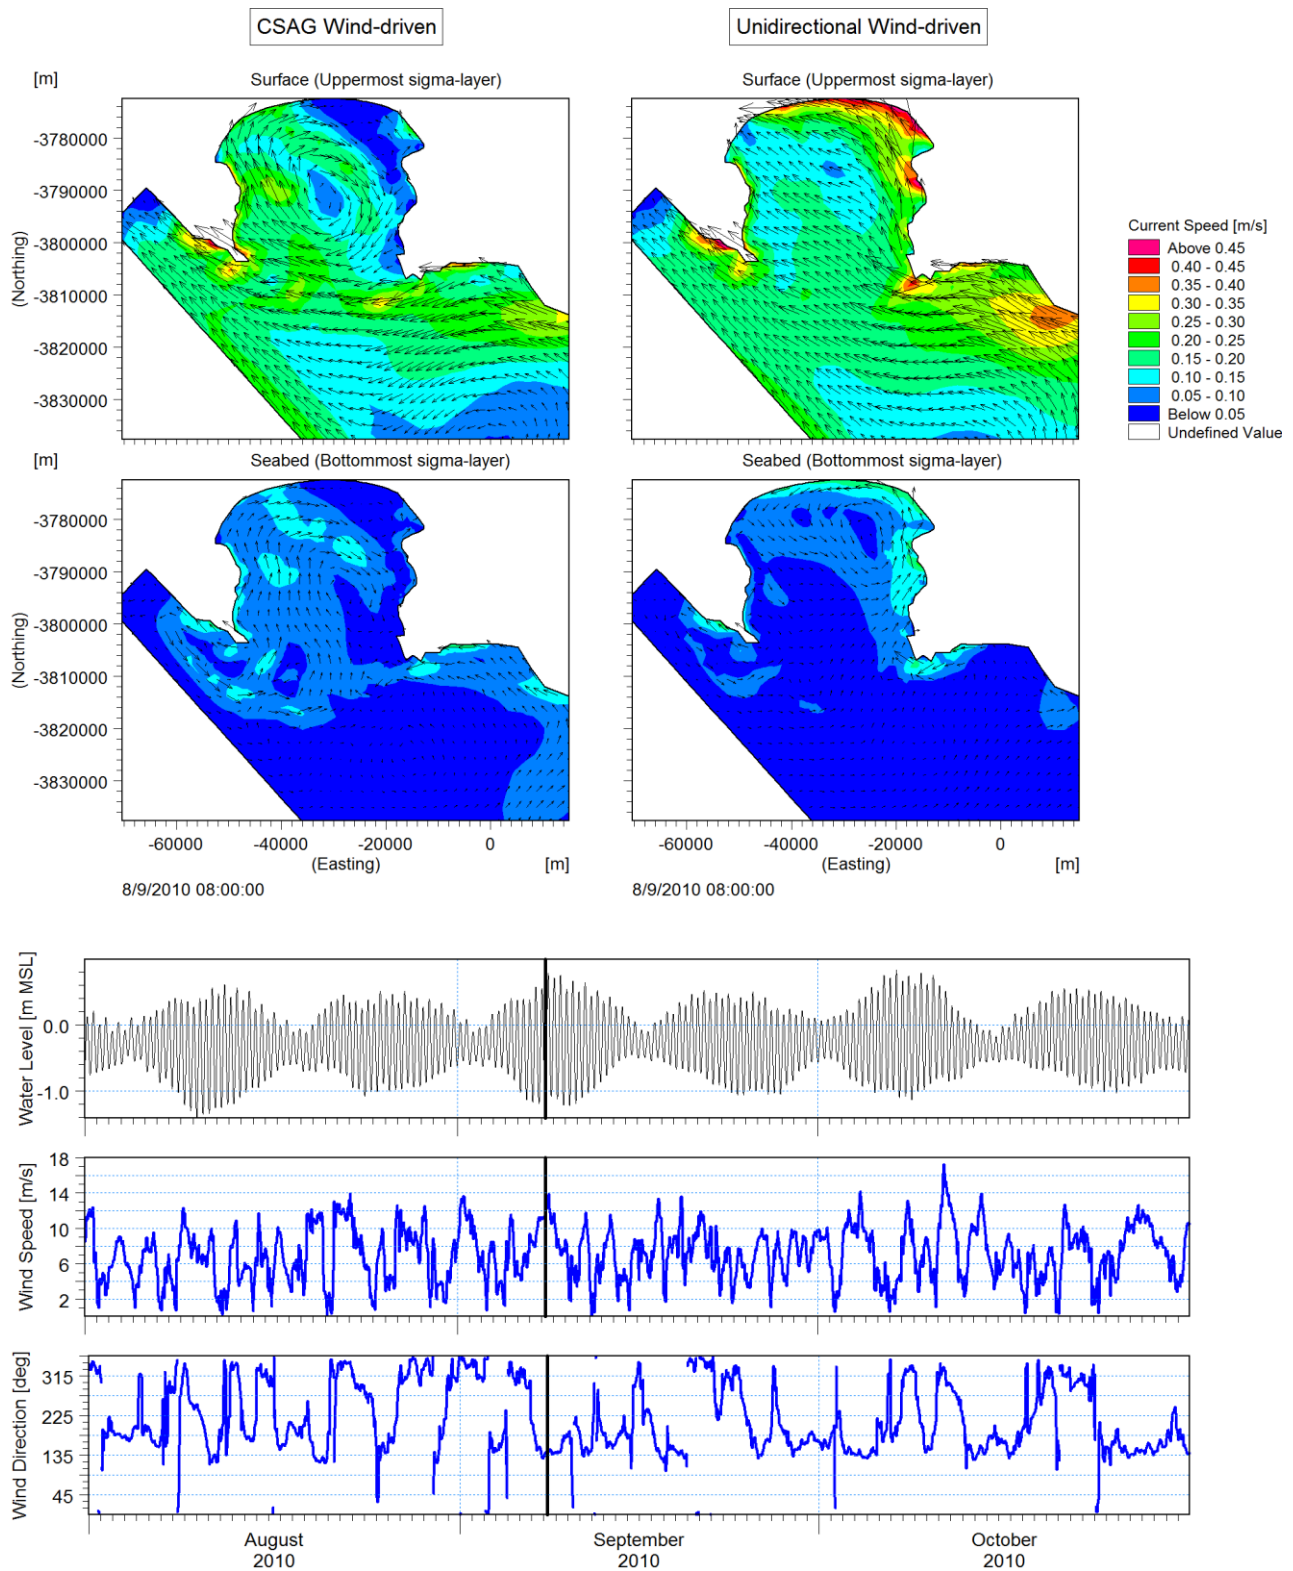 CSAG Wind-driven
Unidirectional Wind-driven
[m]
Surface (Uppermost sigma-layer)
Surface (Uppermost sigma-layer)
-3780000
-3790000
-3800000
-3810000
-3820000
-3830000
(Northing)
Current Speed [m/s]
Above 0.45
0.40 - 0.45
0.35 - 0.40
0.30 - 0.35
0.25 - 0.30
0.20 - 0.25
0.15 - 0.20
0.10 - 0.15
0.05 - 0.10
Below 0.05
Undefined Value
[m]
Seabed (Bottommost sigma-layer)
Seabed (Bottommost sigma-layer)
-3780000
-3790000
-3800000
-3810000
-3820000
-3830000
(Northing)
-60000 -40000 -20000 0
(Easting) [m]
-60000 -40000 -20000 0
(Easting) [m]
8/9/2010 08:00:00
8/9/2010 08:00:00
Water Level [m MSL]
0.0
-1.0
Wind Speed [m/s]
18
14
10
6
2
Wind Direction [deg]
315
225
135
45
August
2010
September
2010
October
2010